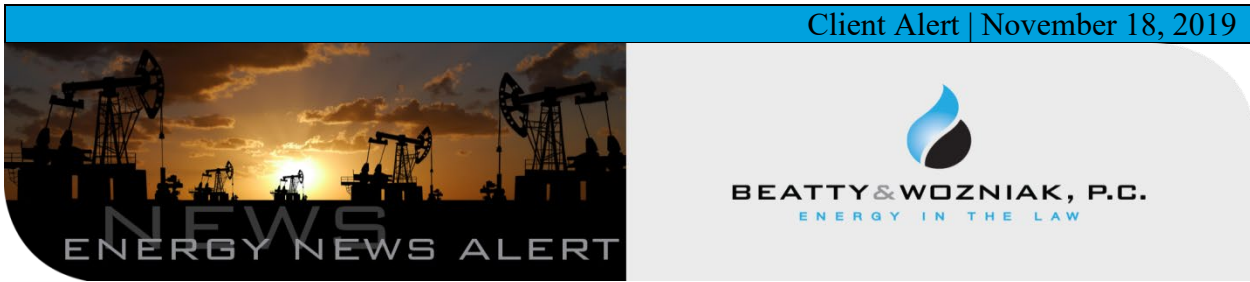 Client Alert | November 18, 2019
NEWS
ENERGY NEWS ALERT
BEATTY&WOZNIAK, P.C.
ENERGY IN THE LAW